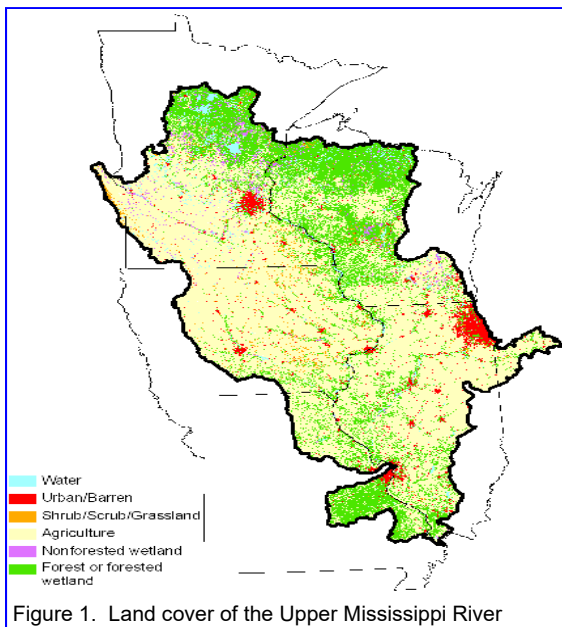 Water
Urban/Barren
Shrub/Scrub/Grassland
Agriculture
Nonforested wetland
Forest or forested
wetland
Figure 1. Land cover of the Upper Mississippi River